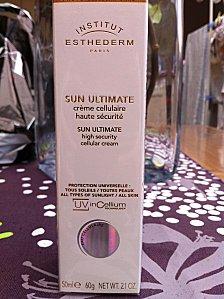 INSTITUT
ESTHEDERM
PARIS
SUN ULTIMATE
crème cellulaire
haute sécurité
SUN ULTIMATE
high security
cellular cream
PROTECTION UNIVERSELLE :
TOUS SOLEILS / TOUTES PEAUX
ALL TYPES OF SUNLIGHT / ALL SKIN
UV inCellium
TECHNOLOGY
50ml e 60g NET WT. 2.1 OZ.